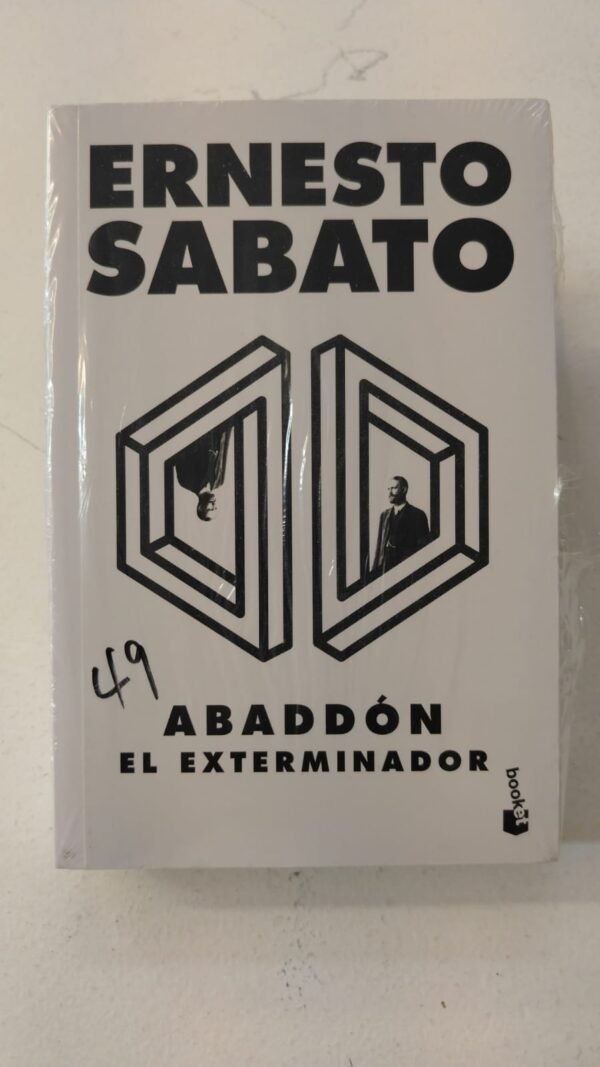 ERNESTO
SABATO
49
ABADDÓN
EL EXTERMINADOR
booket